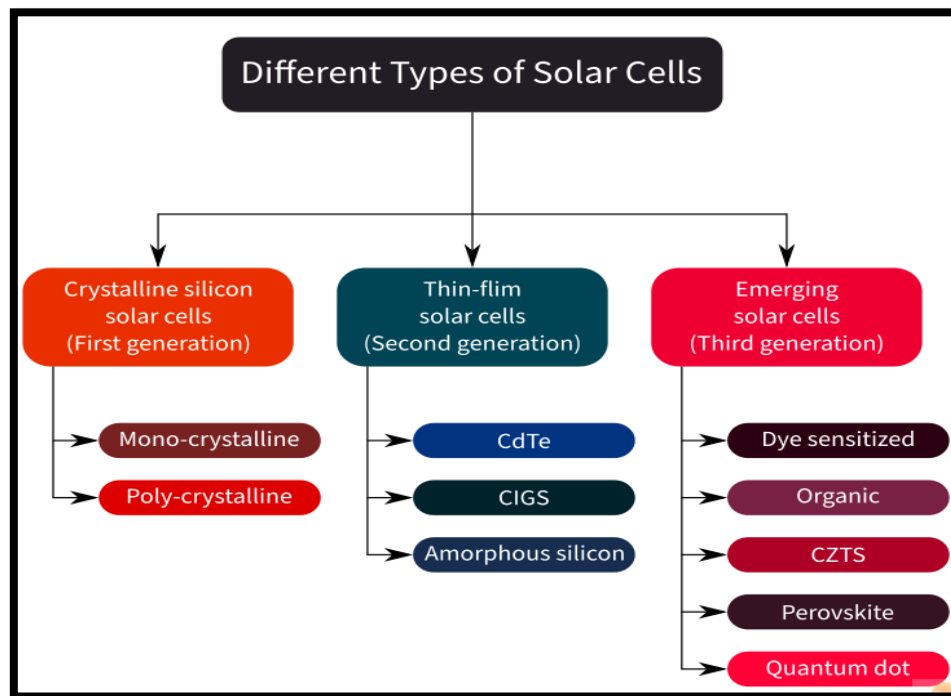 Different Types of Solar Cells
Crystalline silicon
solar cells
(First generation)
Thin-flim
solar cells
(Second generation)
Emerging
solar cells
(Third generation)
Mono-crystalline
Poly-crystalline
CdTe
CIGS
Amorphous silicon
Dye sensitized
Organic
CZTS
Perovskite
Quantum dot